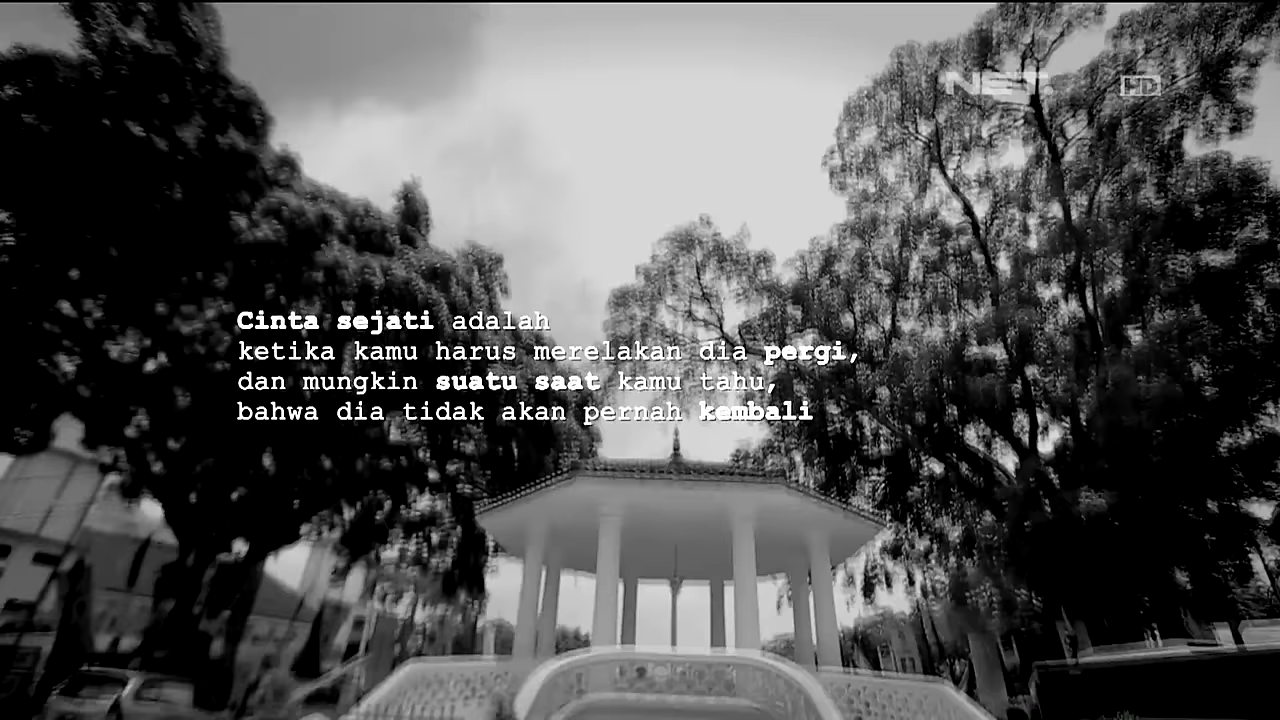 NET. HD
Cinta sejati adalah
ketika kamu harus merelakan dia pergi,
dan mungkin suatu saat kamu tahu,
bahwa dia tidak akan pernah kembali